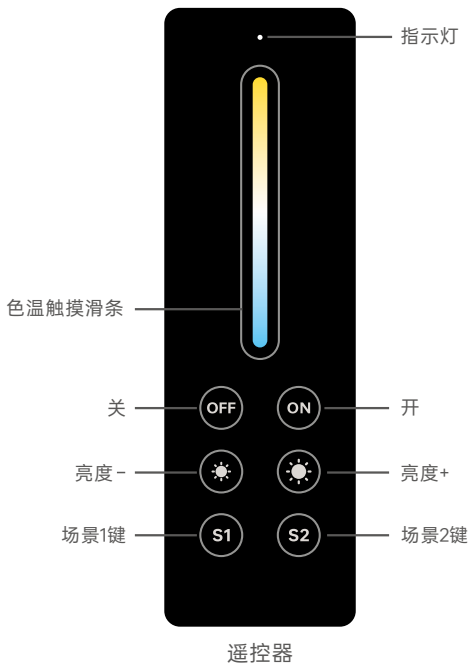 指示灯
色温触摸滑条
关 OFF ON 开
亮度- 亮度+
场景1键 S1 S2 场景2键
遥控器